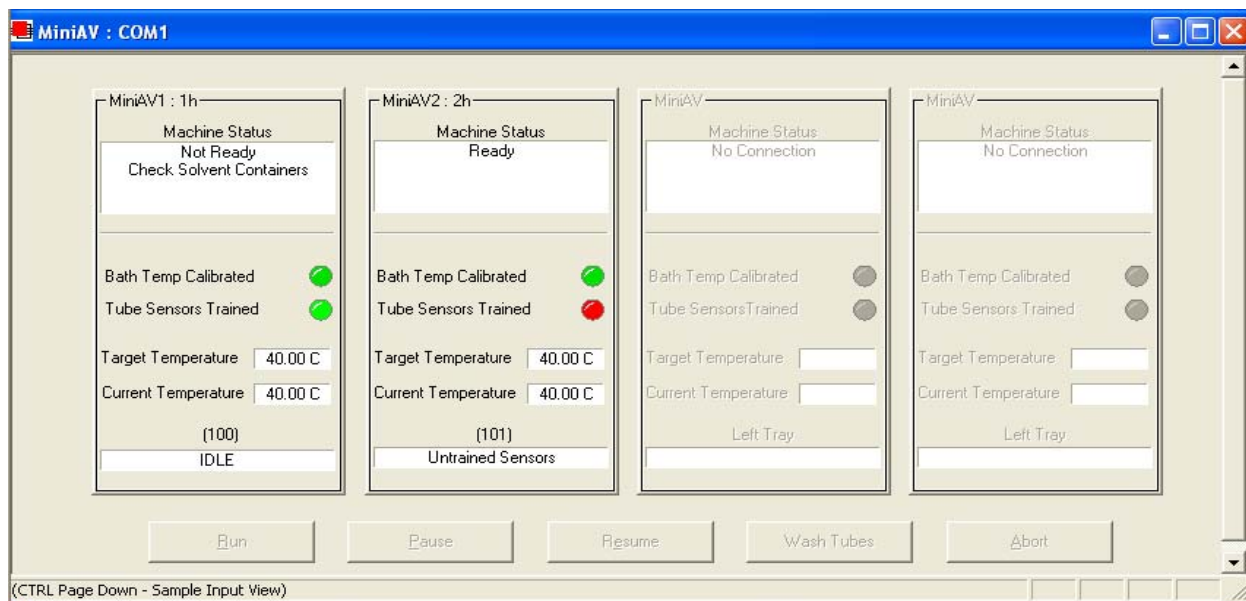 MiniAV : COM1
MiniAV1 : 1h
Machine Status
Not Ready
Check Solvent Containers
Bath Temp Calibrated
Tube Sensors Trained
Target Temperature 40.00 C
Current Temperature 40.00 C
(100)
IDLE
MiniAV2 : 2h
Machine Status
Ready
Bath Temp Calibrated
Tube Sensors Trained
Target Temperature 40.00 C
Current Temperature 40.00 C
(101)
Untrained Sensors
MiniAV
Machine Status
No Connection
Bath Temp Calibrated
Tube SensorsTrained
Target Temperature
Current Temperature
Left Tray
MiniAV
Machine Status
No Connection
Bath Temp Calibrated
Tube Sensors Trained
Target Temperature
Current Temperature
Left Tray
Run Pause Resume Wash Tubes Abort
(CTRL Page Down - Sample Input View)